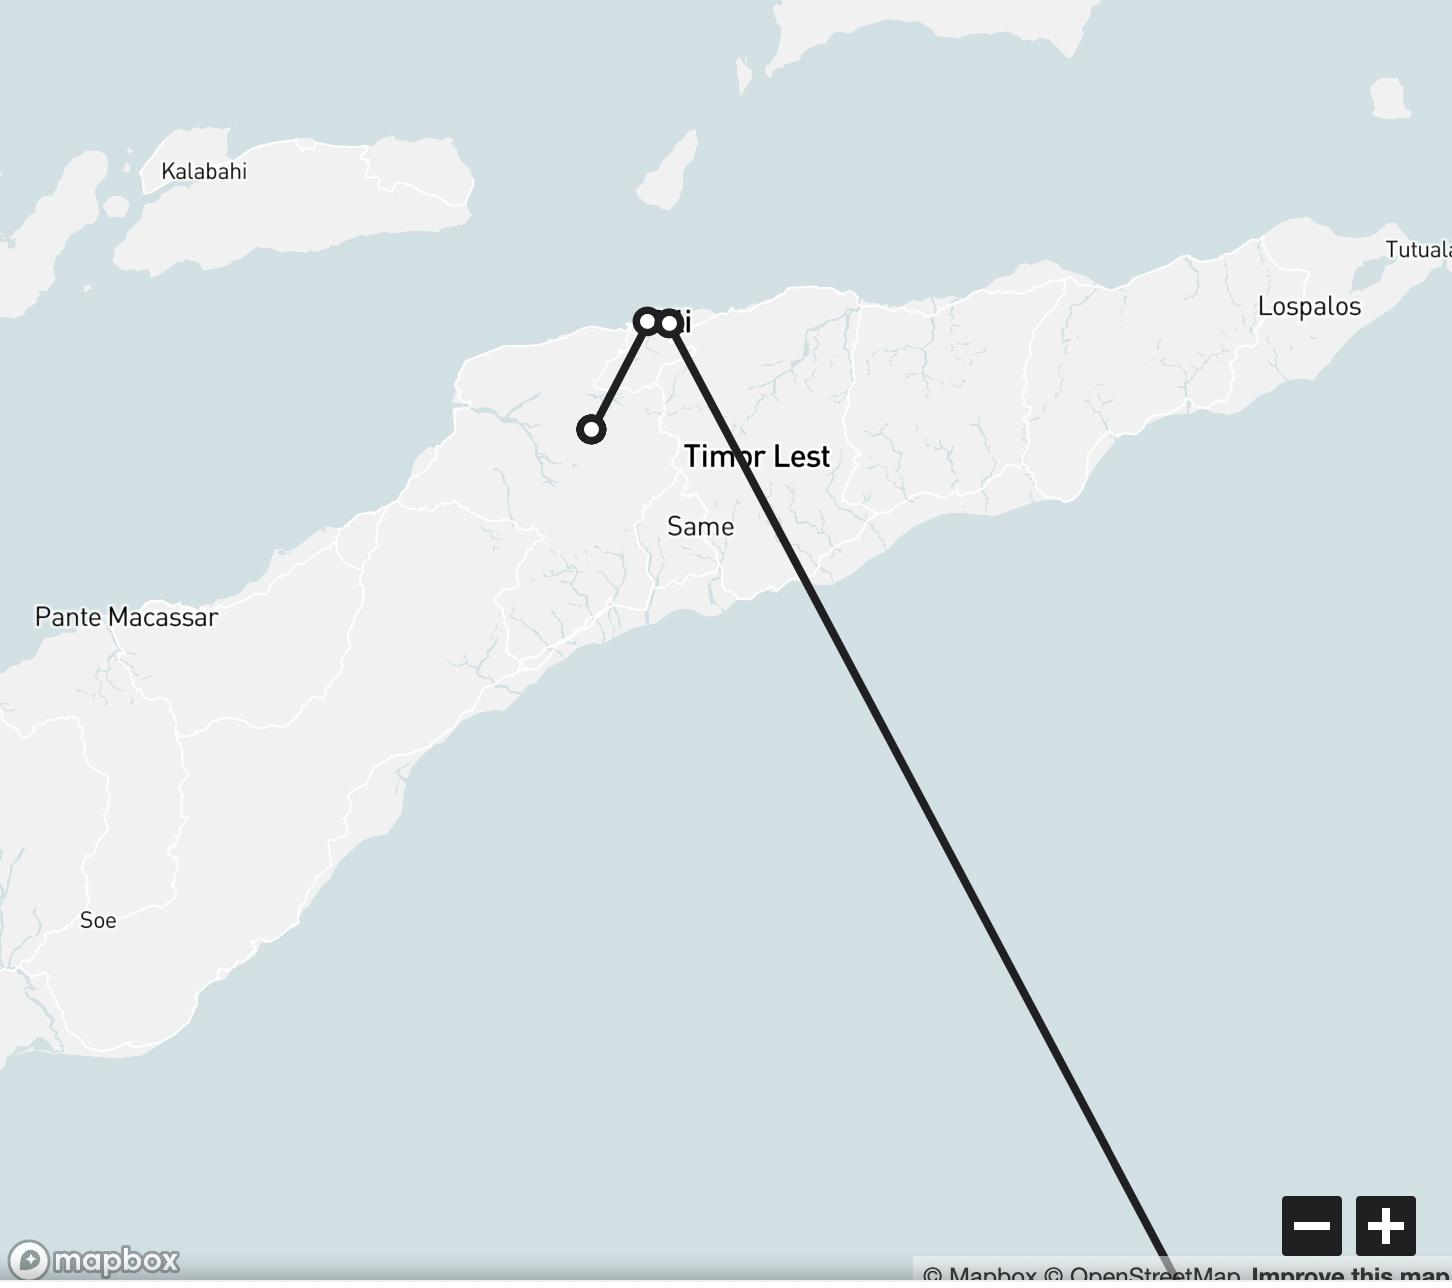 Kalabahi
Tutuala
Lospalos
Timor Lest
Same
Pante Macassar
Soe
mapbox
© Mapbox © OpenStreetMap Improve this map